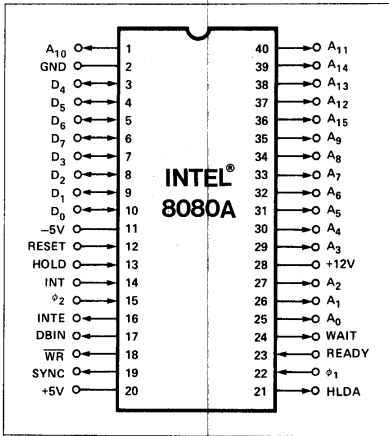 A10 1 40 A11
GND 2 39 A14
D4 3 38 A13
D5 4 37 A12
D6 5 36 A15
D7 6 35 A9
D3 7 34 A8
D2 8 33 A7
D1 9 32 A6
D0 10 31 A5
INTEL®
8080A
-5V 11 30 A4
RESET 12 29 A3
HOLD 13 28 +12V
INT 14 27 A2
ϕ2 15 26 A1
INTE 16 25 A0
DBIN 17 24 WAIT
W̅R̅ 18 23 READY
SYNC 19 22 ϕ1
+5V 20 21 HLDA